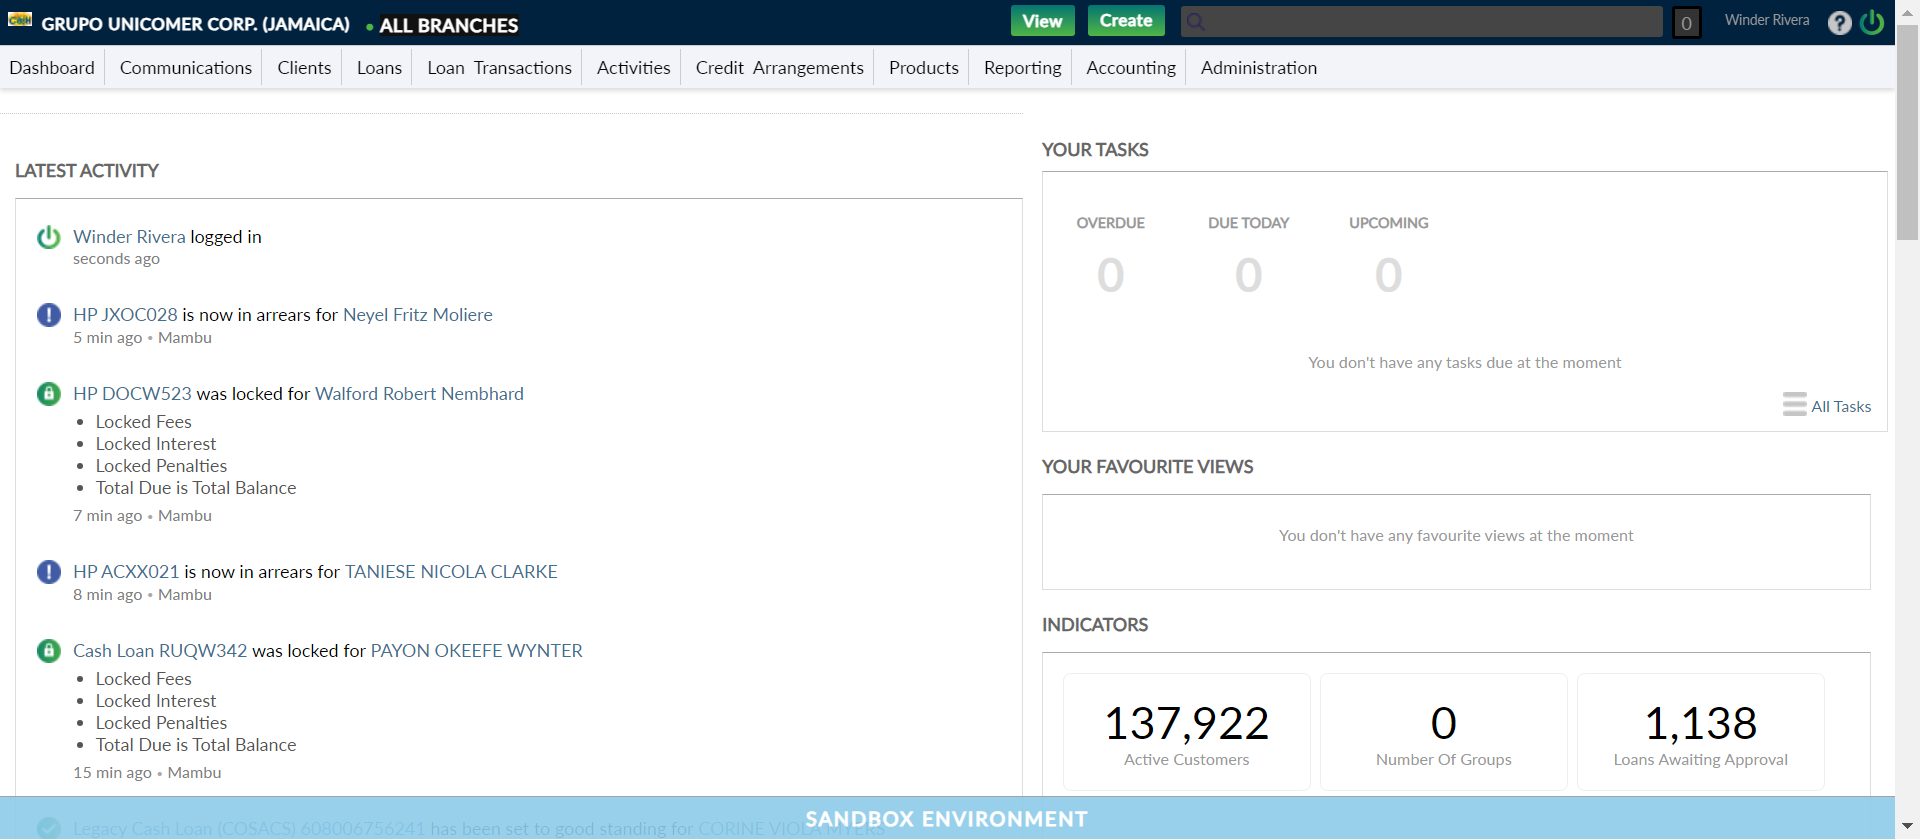 Cash GRUPO UNICOMER CORP. (JAMAICA) • ALL BRANCHES View Create 0 Winder Rivera ?
Dashboard Communications Clients Loans Loan Transactions Activities Credit Arrangements Products Reporting Accounting Administration
LATEST ACTIVITY
Winder Rivera logged in
seconds ago
HP JXOC028 is now in arrears for Neyel Fritz Moliere
5 min ago • Mambu
HP DOCW523 was locked for Walford Robert Nembhard
• Locked Fees
• Locked Interest
• Locked Penalties
• Total Due is Total Balance
7 min ago • Mambu
HP ACXX021 is now in arrears for TANIESE NICOLA CLARKE
8 min ago • Mambu
Cash Loan RUQW342 was locked for PAYON OKEEFE WYNTER
• Locked Fees
• Locked Interest
• Locked Penalties
• Total Due is Total Balance
15 min ago • Mambu
Legacy Cash Loan (COSACS) 608006756241 has been set to good standing for CORINE VIOLA MYERS
YOUR TASKS
OVERDUE DUE TODAY UPCOMING
0 0 0
You don't have any tasks due at the moment
All Tasks
YOUR FAVOURITE VIEWS
You don't have any favourite views at the moment
INDICATORS
137,922 0 1,138
Active Customers Number Of Groups Loans Awaiting Approval
SANDBOX ENVIRONMENT